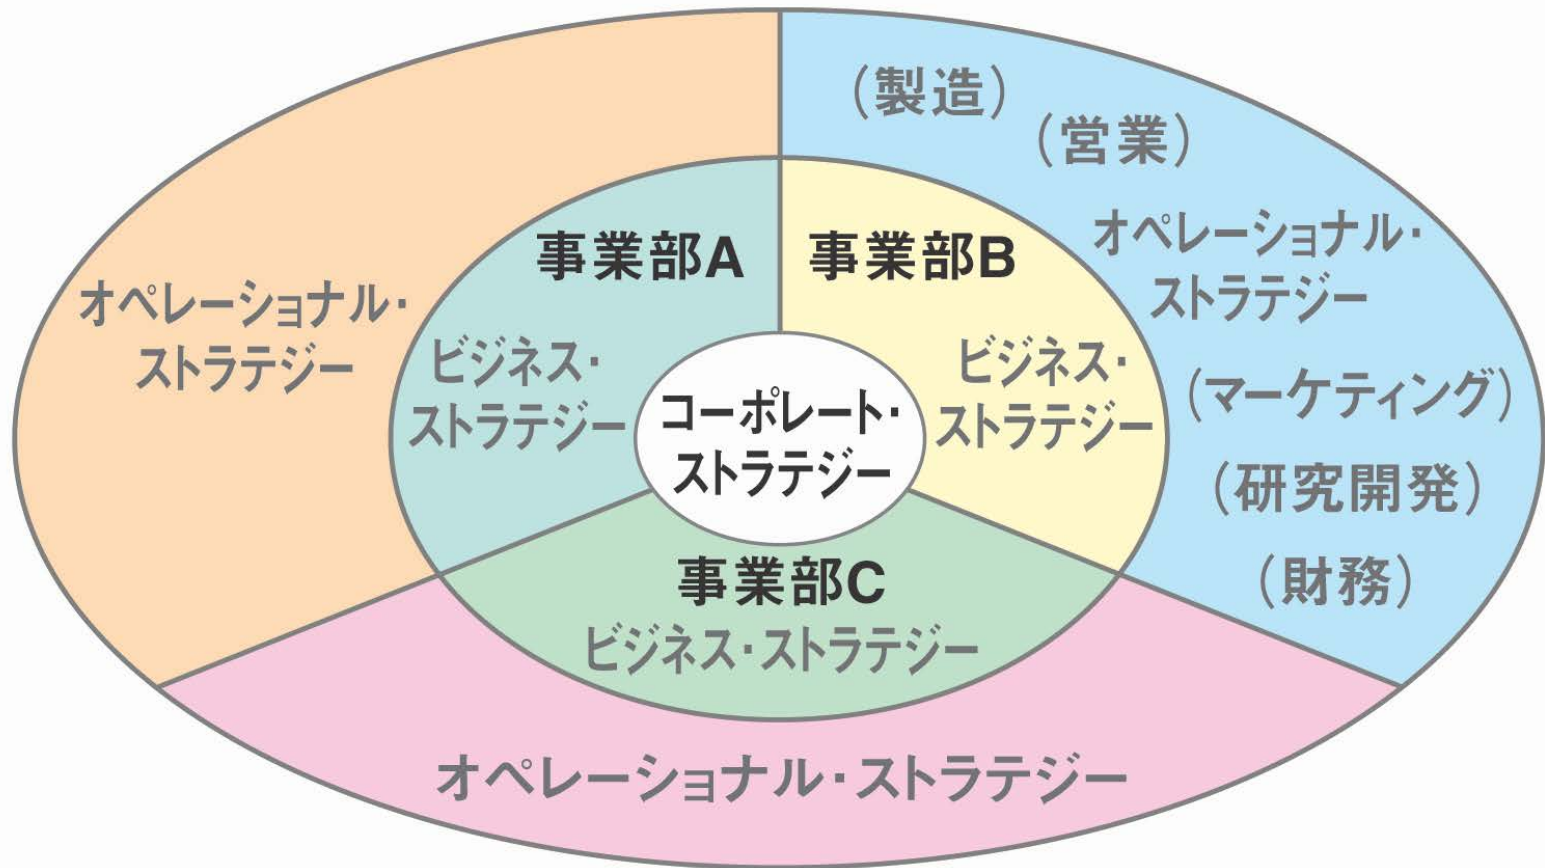 (製造)
(営業)
事業部A
事業部B
オペレーショナル・
ストラテジー
オペレーショナル・
ストラテジー
ビジネス・
ストラテジー
ビジネス・
ストラテジー
コーポレート・
ストラテジー
(マーケティング)
(研究開発)
(財務)
事業部C
ビジネス・ストラテジー
オペレーショナル・ストラテジー